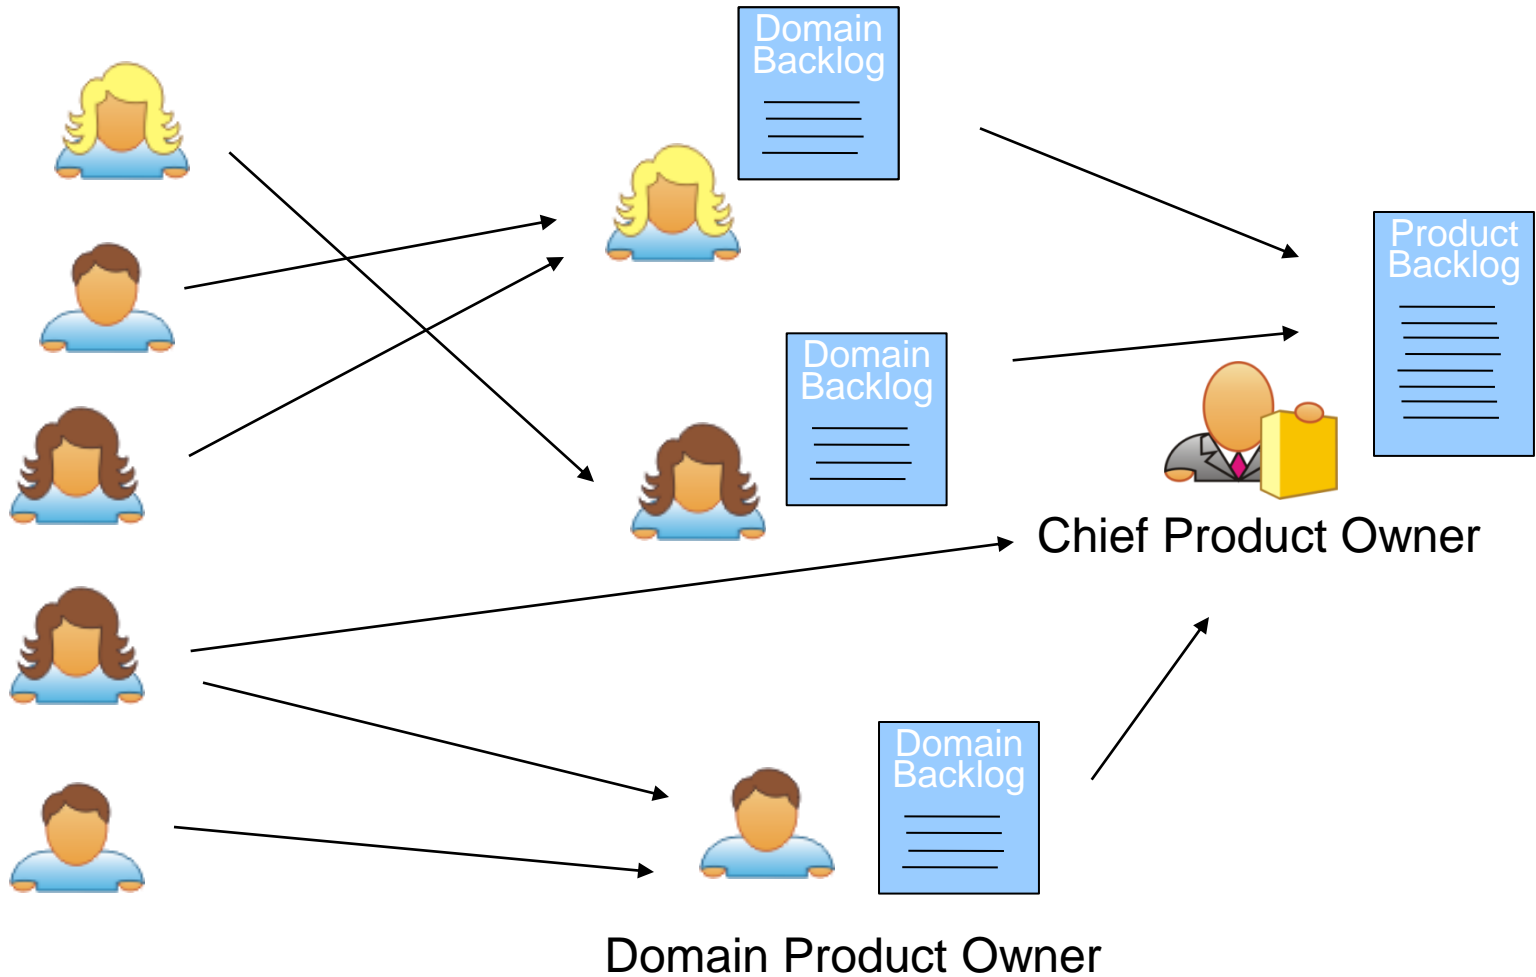 Domain
Backlog
Product
Backlog
Domain
Backlog
Chief Product Owner
Domain
Backlog
Domain Product Owner